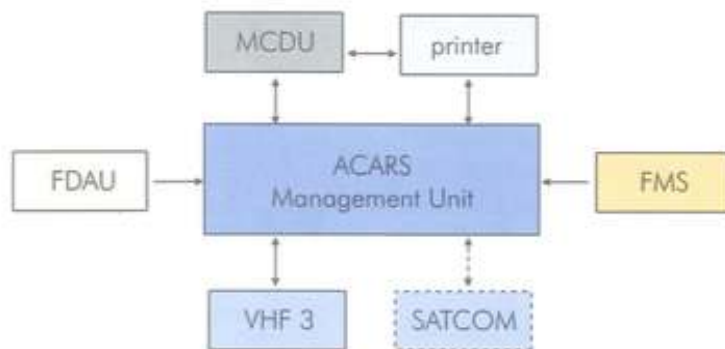 MCDU
printer
ACARS
Management Unit
FDAU
FMS
VHF 3
SATCOM